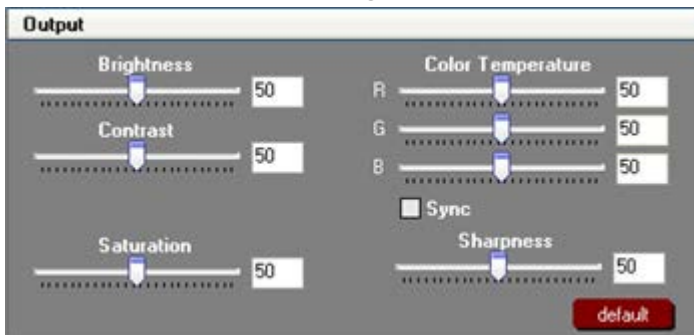 Output
Brightness
50
Contrast
50
Saturation
50
Color Temperature
R 50
G 50
B 50
Sync
Sharpness
50
default